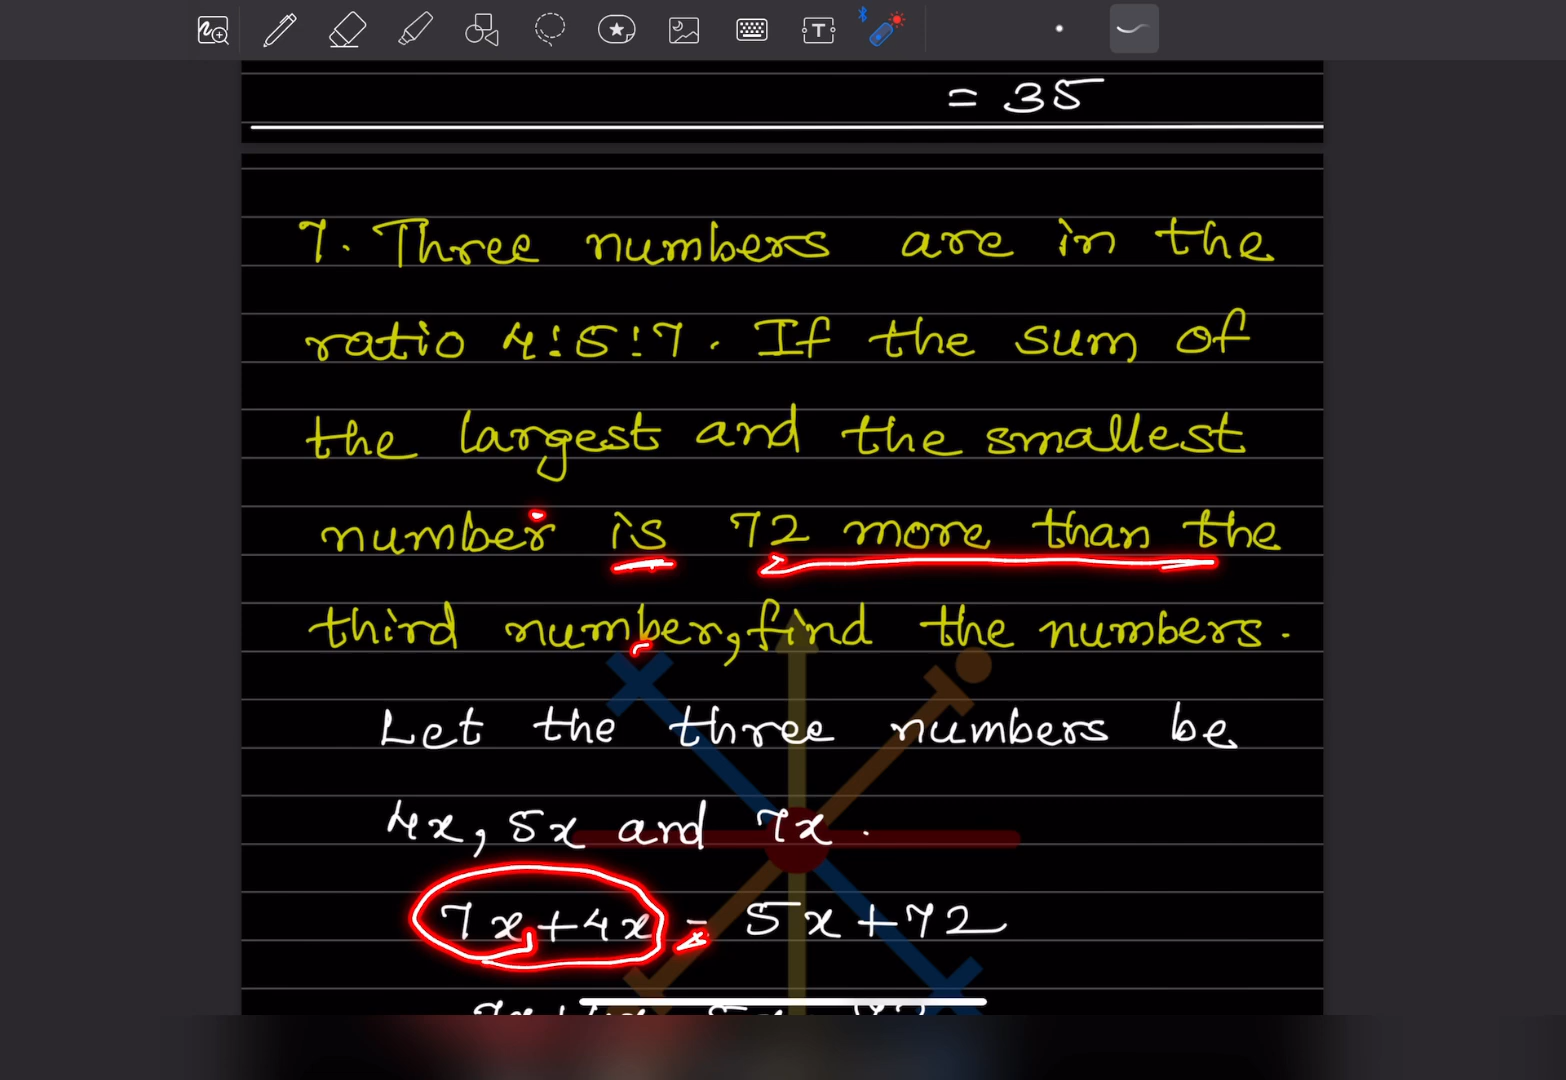 = 35
7. Three numbers are in the
ratio 4:5:7. If the sum of
the largest and the smallest
number is 72 more than the
third number, find the numbers.
Let the three numbers be
4x, 5x and 7x.
7x+4x = 5x+72